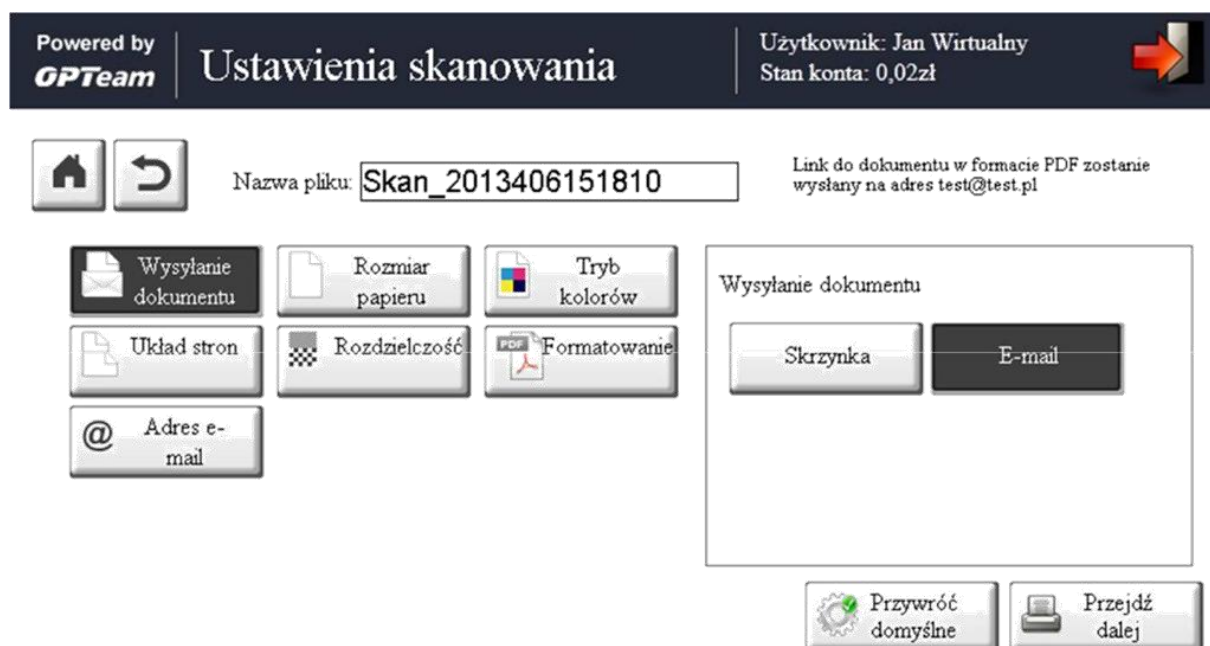 Powered by
GPTeam
Ustawienia skanowania
Użytkownik: Jan Wirtualny
Stan konta: 0,02zł
Nazwa pliku: Skan_2013406151810
Link do dokumentu w formacie PDF zostanie
wysłany na adres test@test.pl
Wysyłanie
dokumentu
Rozmiar
papieru
Tryb
kolorów
Układ stron
Rozdzielczość
PDF
Formatowanie
@
Adres e-
mail
Wysyłanie dokumentu
Skrzynka
E-mail
Przywróć
domyślne
Przejdź
dalej